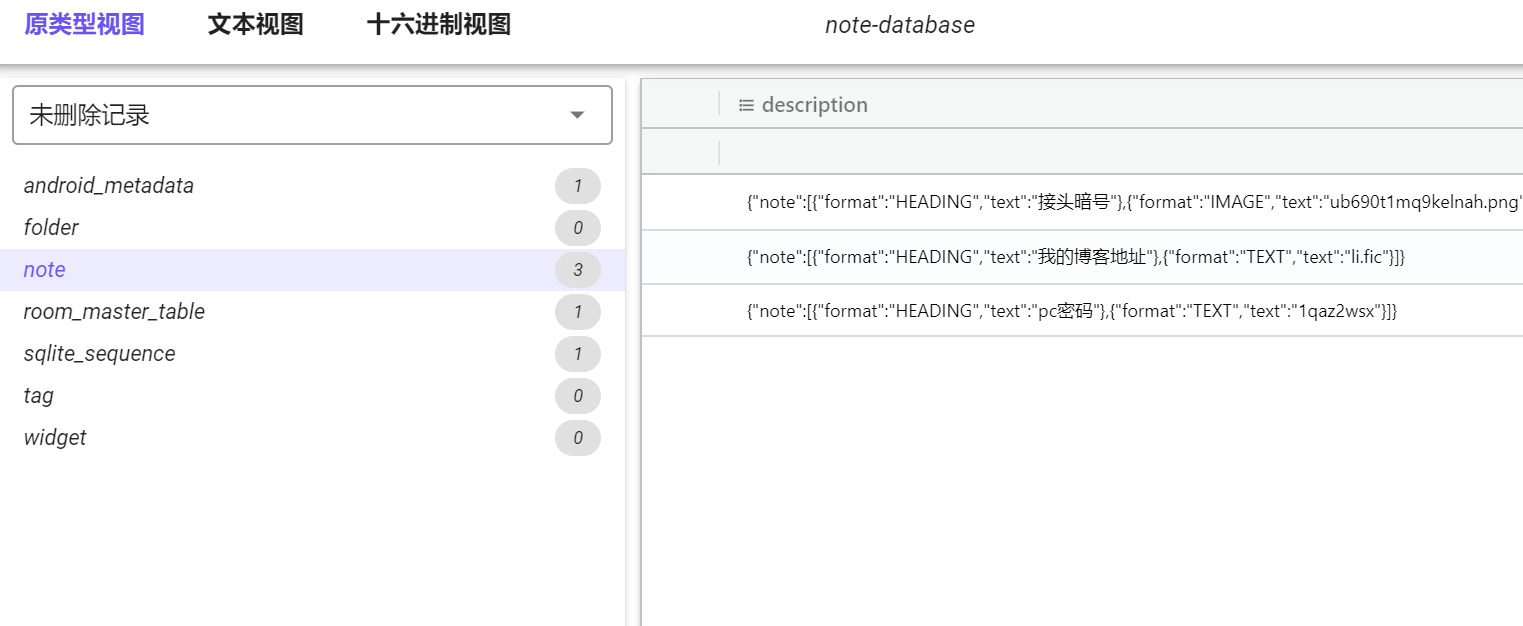 原类型视图 文本视图 十六进制视图 note-database
未删除记录
android_metadata 1
folder 0
note 3
room_master_table 1
sqlite_sequence 1
tag 0
widget 0
description
{"note":[{"format":"HEADING","text":"接头暗号"},{"format":"IMAGE","text":"ub690t1mq9kelnah.png"
{"note":[{"format":"HEADING","text":"我的博客地址"},{"format":"TEXT","text":"li.fic"}]}
{"note":[{"format":"HEADING","text":"pc密码"},{"format":"TEXT","text":"1qaz2wsx"}]}